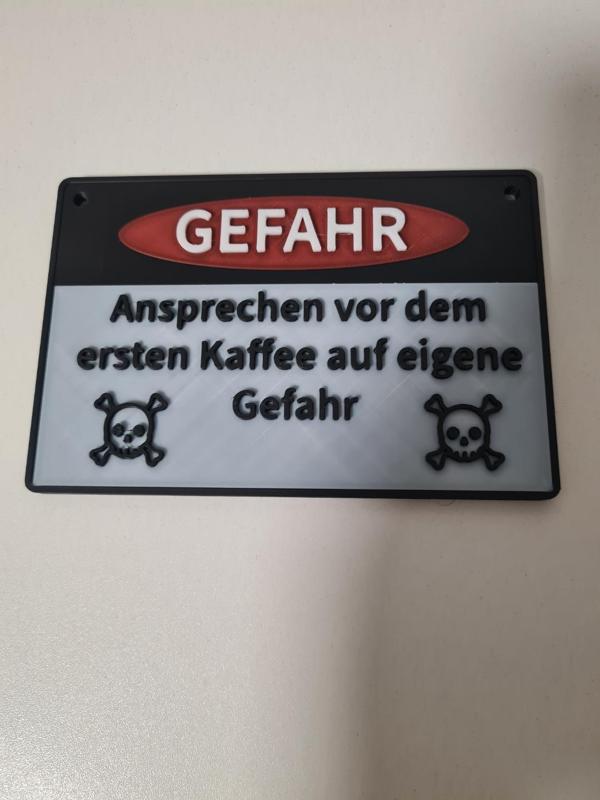 GEFAHR
Ansprechen vor dem
ersten Kaffee auf eigene
Gefahr